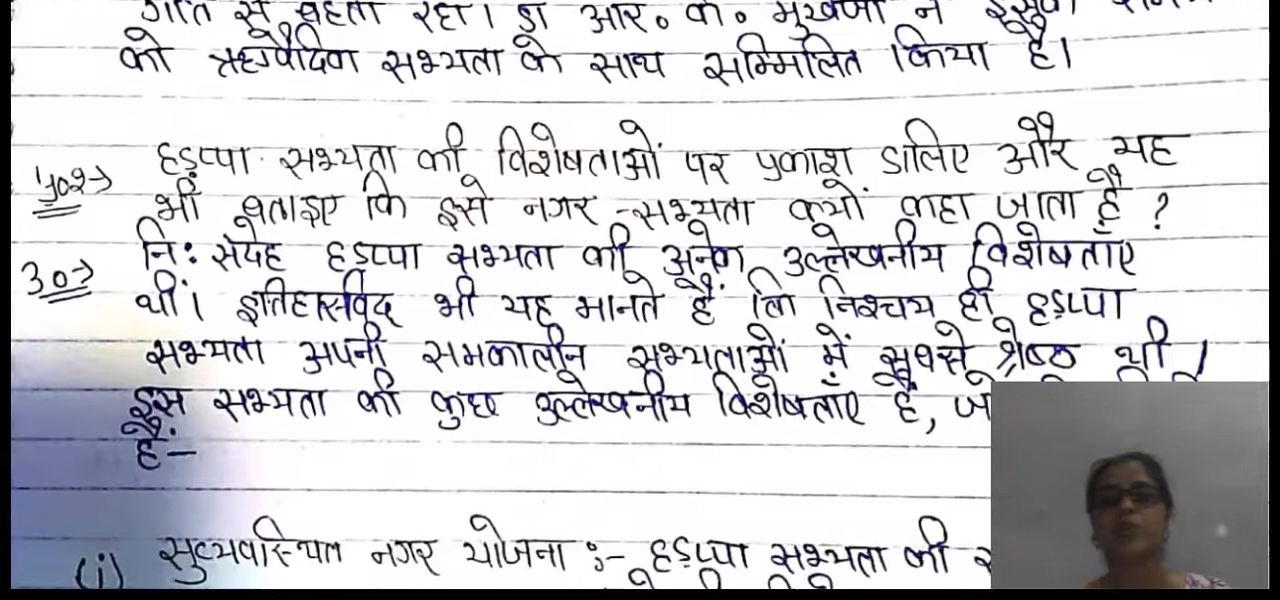 गति से बहता रहा। डा आर० के० मुखर्जी ने
को ऋग्वैदिक सभ्यता के साथ सम्मिलित किया है।
प्र०२→ हड़प्पा सभ्यता की विशेषताओं पर प्रकाश डालिए और यह
भी बताइए कि इसे नगर-सभ्यता क्यों कहा जाता है ?
उ०→ नि: संदेह हड़प्पा सभ्यता की अनेक उल्लेखनीय विशेषताएँ
थीं। इतिहासविद् भी यह मानते हैं कि निश्चय ही हड़प्पा
सभ्यता अपनी समकालीन सभ्यताओं में सबसे श्रेष्ठ थी।
इस सभ्यता की कुछ उल्लेखनीय विशेषताएँ हैं,
हैं:–
(i) सुव्यवस्थित नगर योजना :- हड़प्पा सभ्यता की